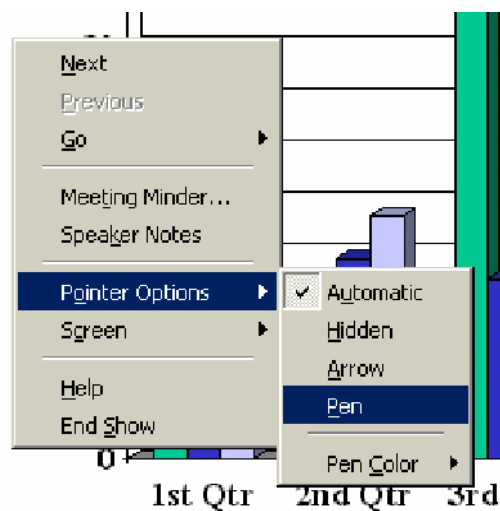 Next
Previous
Go
Meeting Minder...
Speaker Notes
Pointer Options
Screen
Help
End Show
Automatic
Hidden
Arrow
Pen
Pen Color
0
1st Qtr
2nd Qtr
3rd